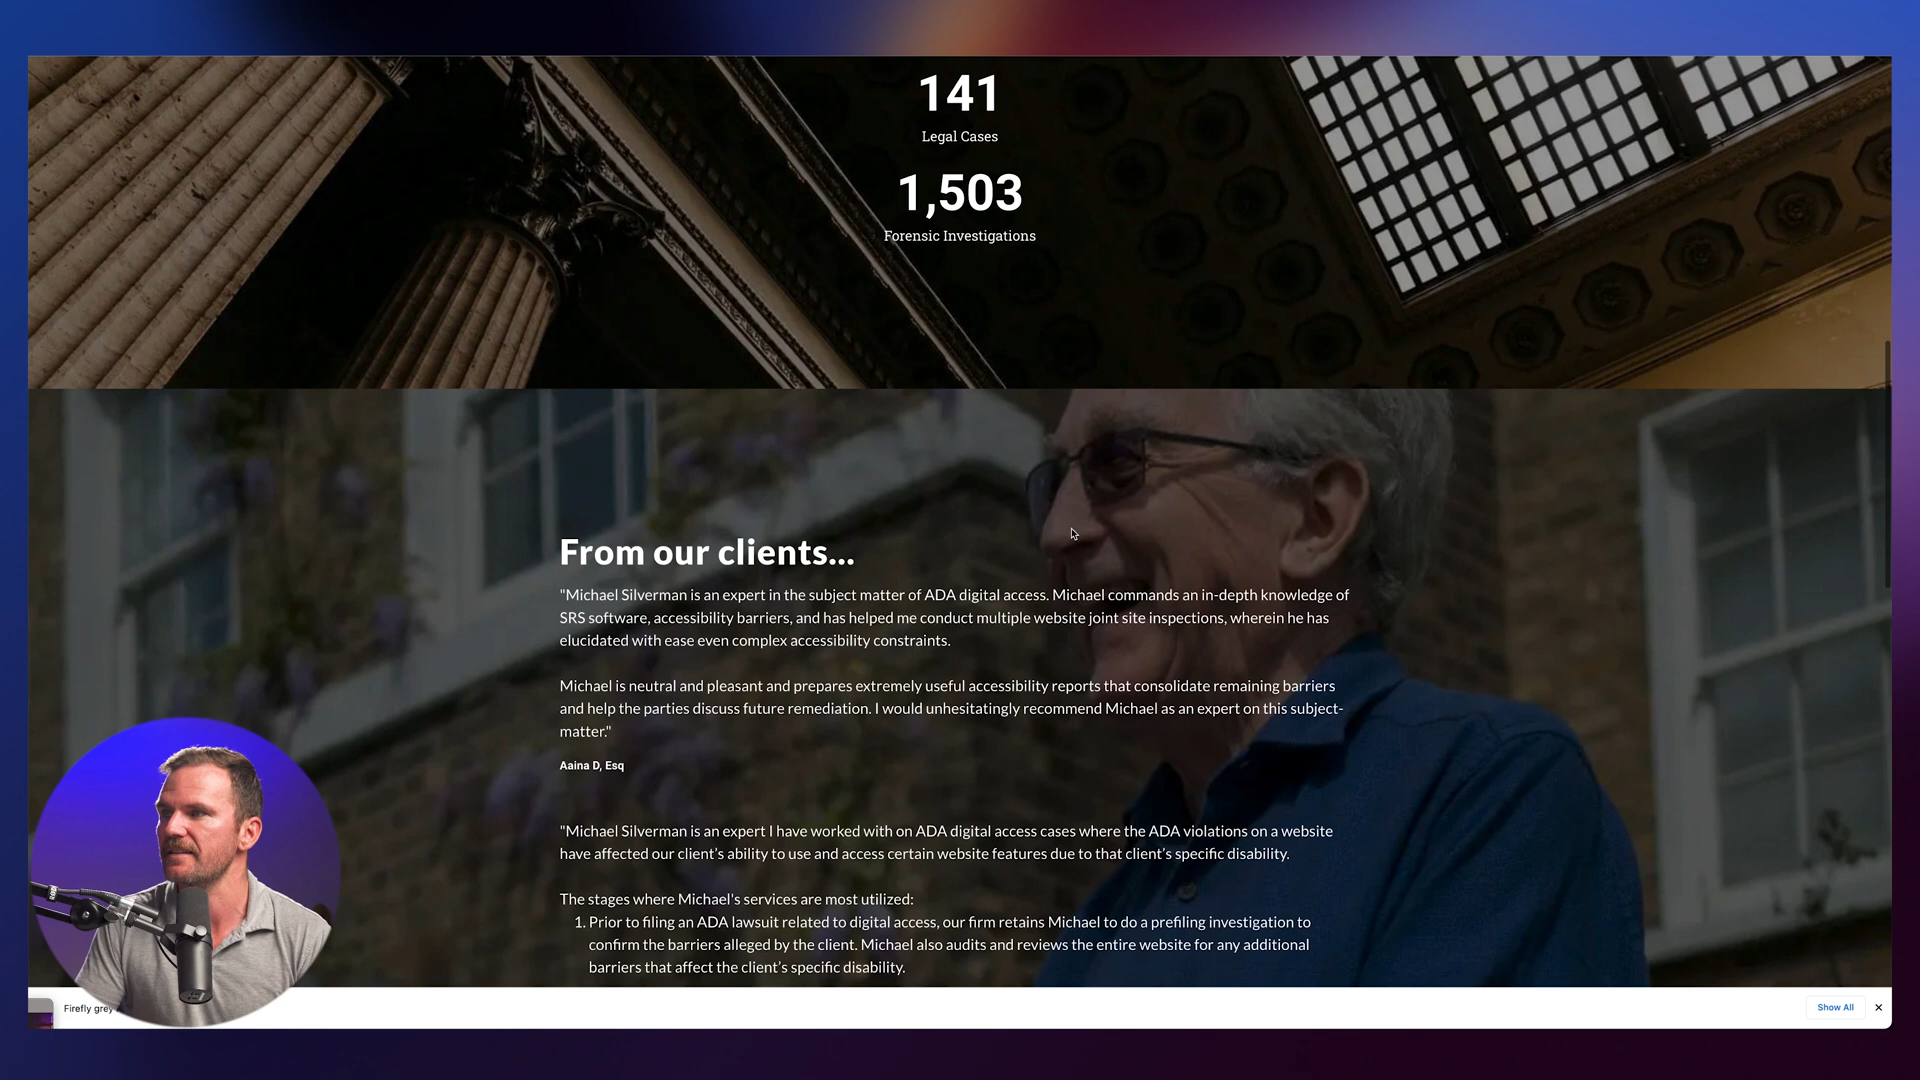 141
Legal Cases
1,503
Forensic Investigations
From our clients...
"Michael Silverman is an expert in the subject matter of ADA digital access. Michael commands an in-depth knowledge of
SRS software, accessibility barriers, and has helped me conduct multiple website joint site inspections, wherein he has
elucidated with ease even complex accessibility constraints.
Michael is neutral and pleasant and prepares extremely useful accessibility reports that consolidate remaining barriers
and help the parties discuss future remediation. I would unhesitatingly recommend Michael as an expert on this subject-
matter."
Aaina D, Esq
"Michael Silverman is an expert I have worked with on ADA digital access cases where the ADA violations on a website
have affected our client’s ability to use and access certain website features due to that client’s specific disability.
The stages where Michael's services are most utilized:
1. Prior to filing an ADA lawsuit related to digital access, our firm retains Michael to do a prefiling investigation to
confirm the barriers alleged by the client. Michael also audits and reviews the entire website for any additional
barriers that affect the client’s specific disability.
Firefly grey
Show All